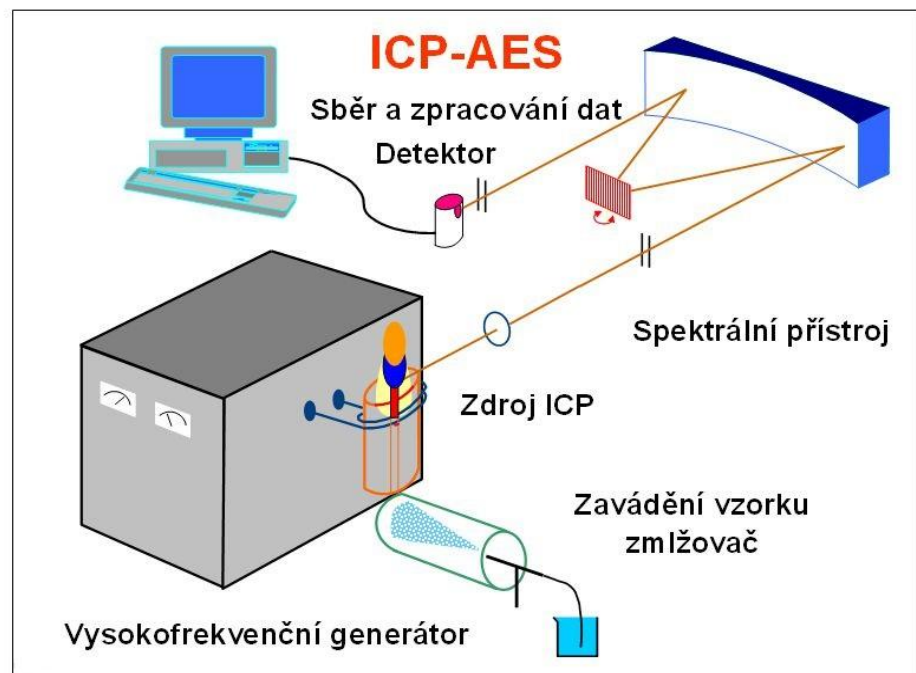 ICP-AES
Sběr a zpracování dat
Detektor
Spektrální přístroj
Zdroj ICP
Zavádění vzorku
zmlžovač
Vysokofrekvenční generátor